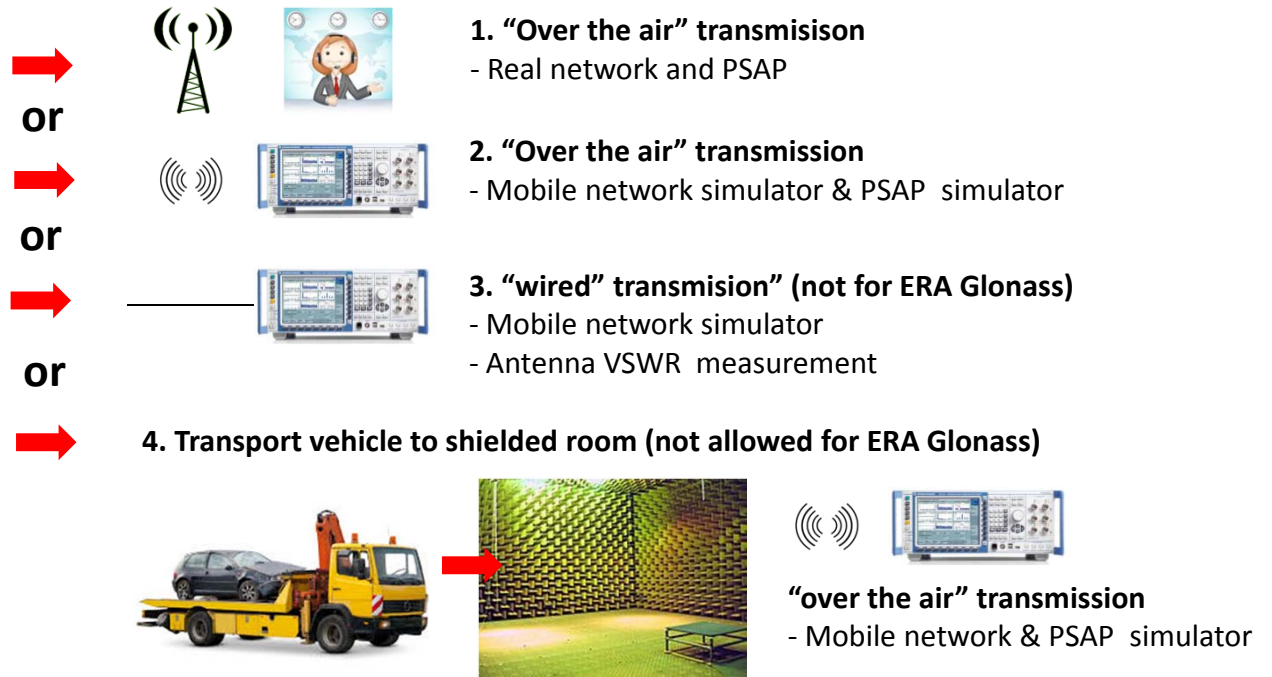 1. “Over the air” transmisison
- Real network and PSAP
or
2. “Over the air” transmission
- Mobile network simulator & PSAP simulator
or
3. “wired” transmision” (not for ERA Glonass)
- Mobile network simulator
- Antenna VSWR measurement
or
4. Transport vehicle to shielded room (not allowed for ERA Glonass)
“over the air” transmission
- Mobile network & PSAP simulator